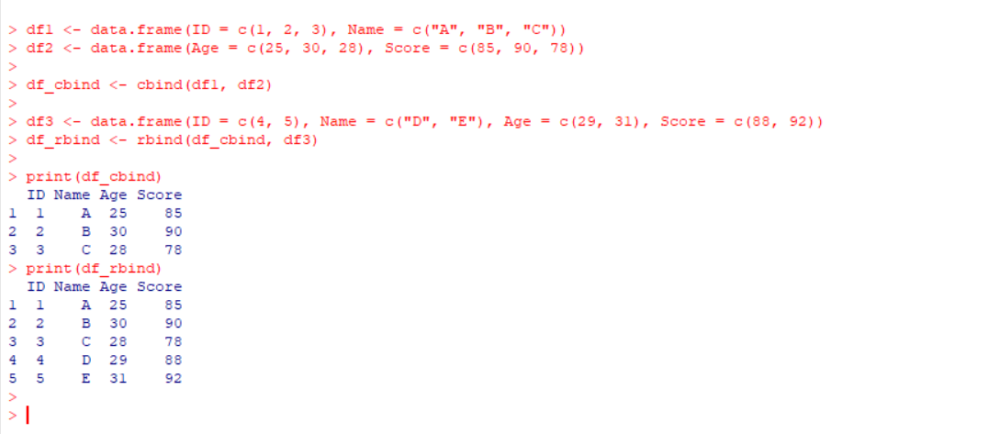 > df1 <- data.frame(ID = c(1, 2, 3), Name = c("A", "B", "C"))
> df2 <- data.frame(Age = c(25, 30, 28), Score = c(85, 90, 78))
>
> df_cbind <- cbind(df1, df2)
>
> df3 <- data.frame(ID = c(4, 5), Name = c("D", "E"), Age = c(29, 31), Score = c(88, 92))
> df_rbind <- rbind(df_cbind, df3)
>
> print(df_cbind)
  ID Name Age Score
1  1    A  25    85
2  2    B  30    90
3  3    C  28    78
> print(df_rbind)
  ID Name Age Score
1  1    A  25    85
2  2    B  30    90
3  3    C  28    78
4  4    D  29    88
5  5    E  31    92
>
>